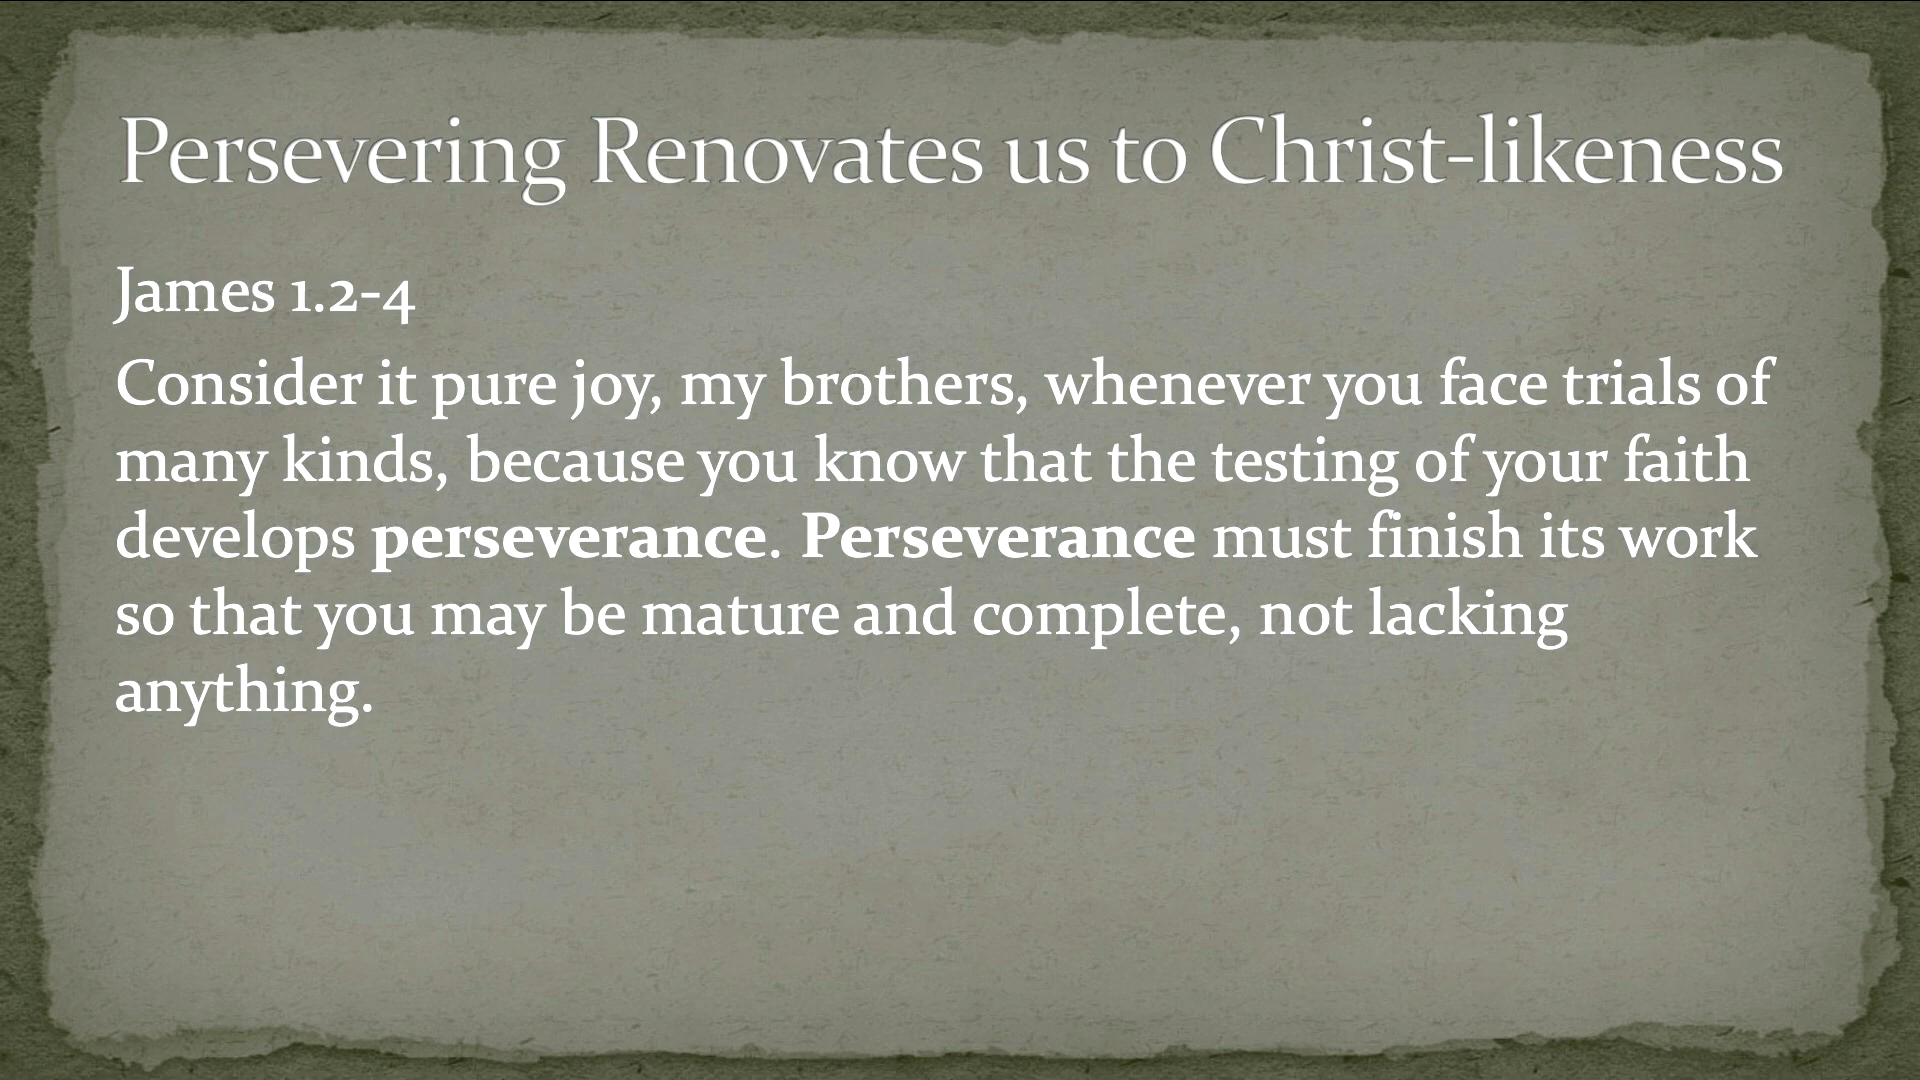 Persevering Renovates us to Christ-likeness
James 1.2-4
Consider it pure joy, my brothers, whenever you face trials of
many kinds, because you know that the testing of your faith
develops perseverance. Perseverance must finish its work
so that you may be mature and complete, not lacking
anything.